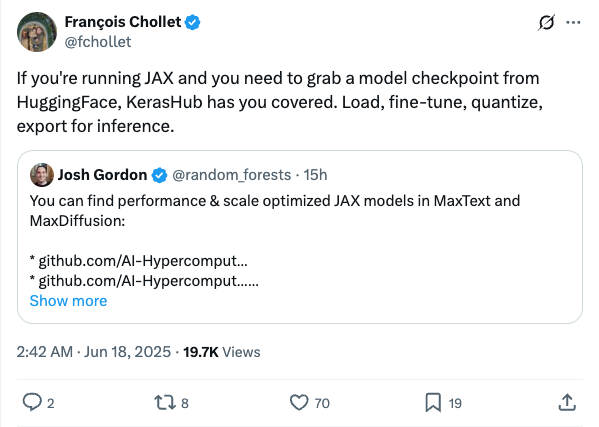 François Chollet
@fchollet
If you're running JAX and you need to grab a model checkpoint from
HuggingFace, KerasHub has you covered. Load, fine-tune, quantize,
export for inference.
Josh Gordon @random_forests · 15h
You can find performance & scale optimized JAX models in MaxText and
MaxDiffusion:
* github.com/AI-Hypercomput…
* github.com/AI-Hypercomput……
Show more
2:42 AM · Jun 18, 2025 · 19.7K Views
2 8 70 19